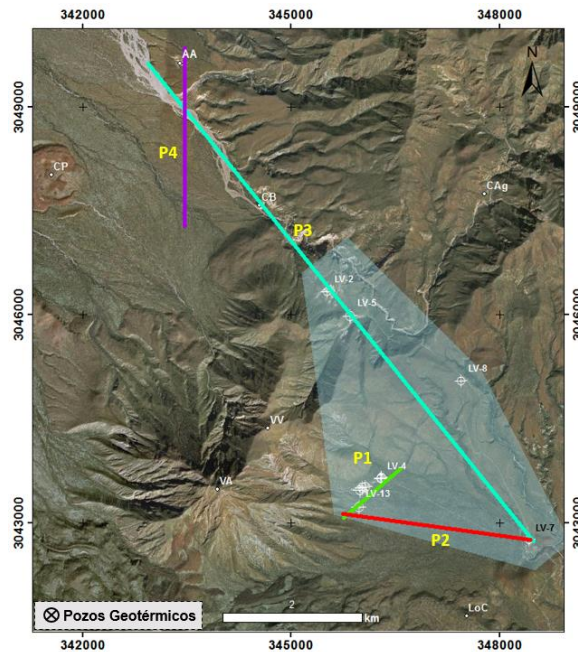 342000 345000 348000
N
AA
3049000 3049000
P4
CP
CAg
CB
P3
LV-2
3046000 3046000
LV-5
LV-8
VV
P1
LV-4
VA
LV-13
3043000 3043000
LV-7
P2
Pozos Geotérmicos
2
km
LoC
342000 345000 348000